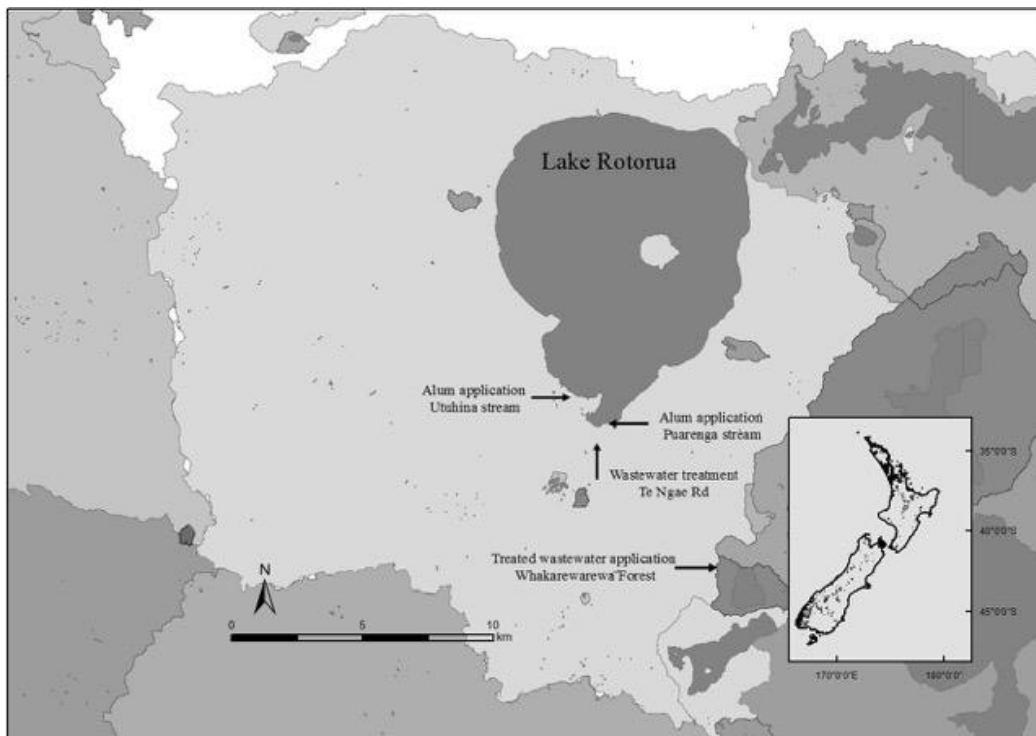 Lake Rotorua
Alum application
Utuhina stream
Alum application
Puarenga stream
Wastewater treatment
Te Ngae Rd
Treated wastewater application
Whakarewarewa Forest
N
0 5 10
km
35°0'0"S
40°0'0"S
45°0'0"S
170°0'0"E 180°0'0"